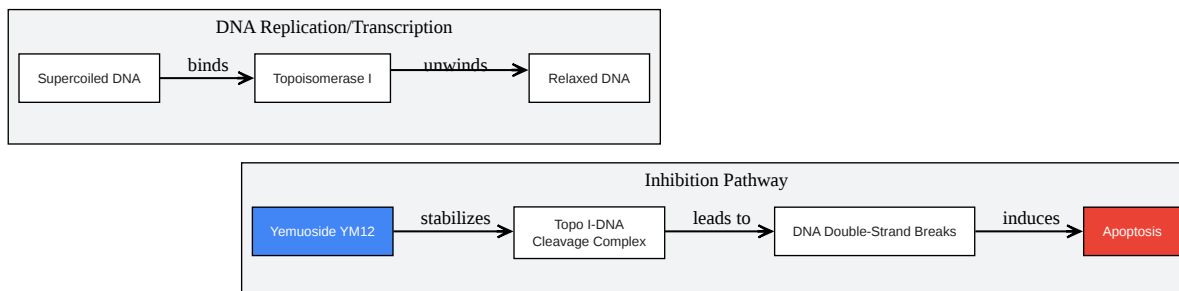 DNA Replication/Transcription
Supercoiled DNA
binds
Topoisomerase I
unwinds
Relaxed DNA
Inhibition Pathway
Yemuoside YM12
stabilizes
Topo I-DNA
Cleavage Complex
leads to
DNA Double-Strand Breaks
induces
Apoptosis